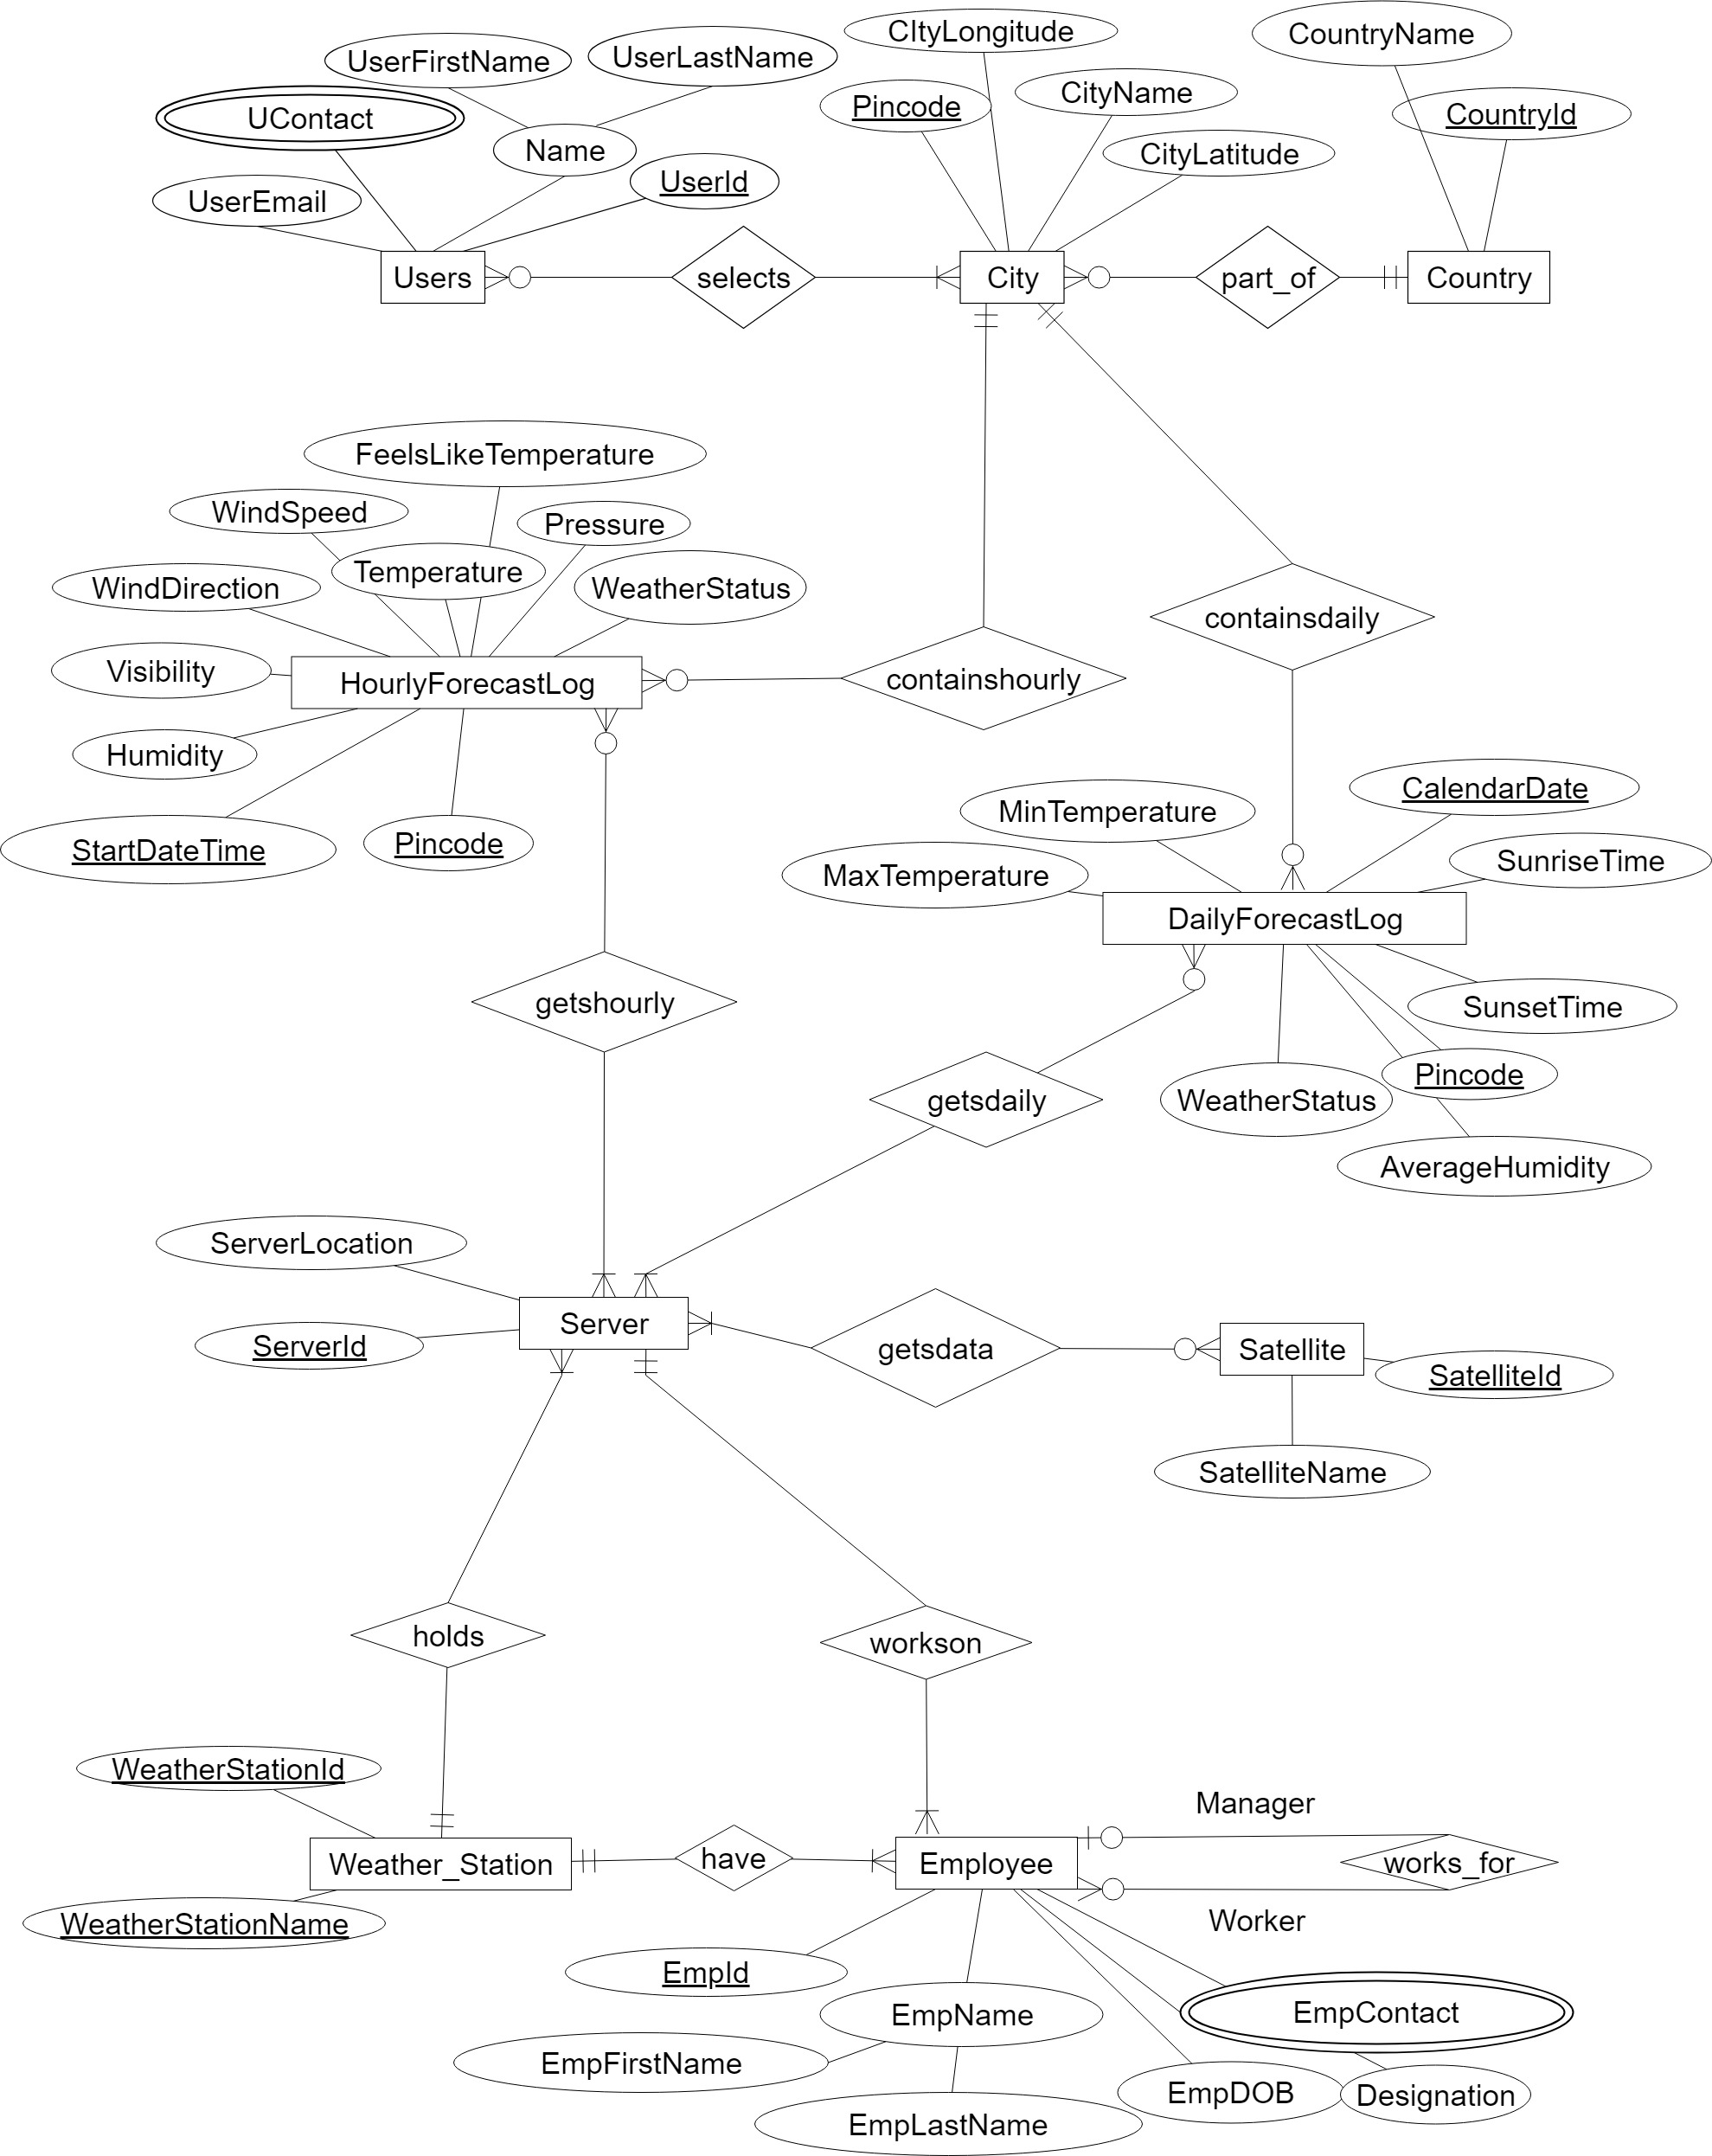 CItyLongitude
CountryName
UserFirstName
UserLastName
CityName
Pincode
CountryId
UContact
Name
CityLatitude
UserId
UserEmail
Users
selects
City
part_of
Country
FeelsLikeTemperature
WindSpeed
Pressure
Temperature
WindDirection
WeatherStatus
containsdaily
Visibility
HourlyForecastLog
containshourly
Humidity
CalendarDate
MinTemperature
StartDateTime
Pincode
SunriseTime
MaxTemperature
DailyForecastLog
getshourly
SunsetTime
Pincode
getsdaily
WeatherStatus
AverageHumidity
ServerLocation
Server
ServerId
getsdata
Satellite
SatelliteId
SatelliteName
holds
workson
WeatherStationId
Manager
Weather_Station
have
Employee
works_for
Worker
WeatherStationName
EmpId
EmpName
EmpContact
EmpFirstName
EmpDOB
Designation
EmpLastName